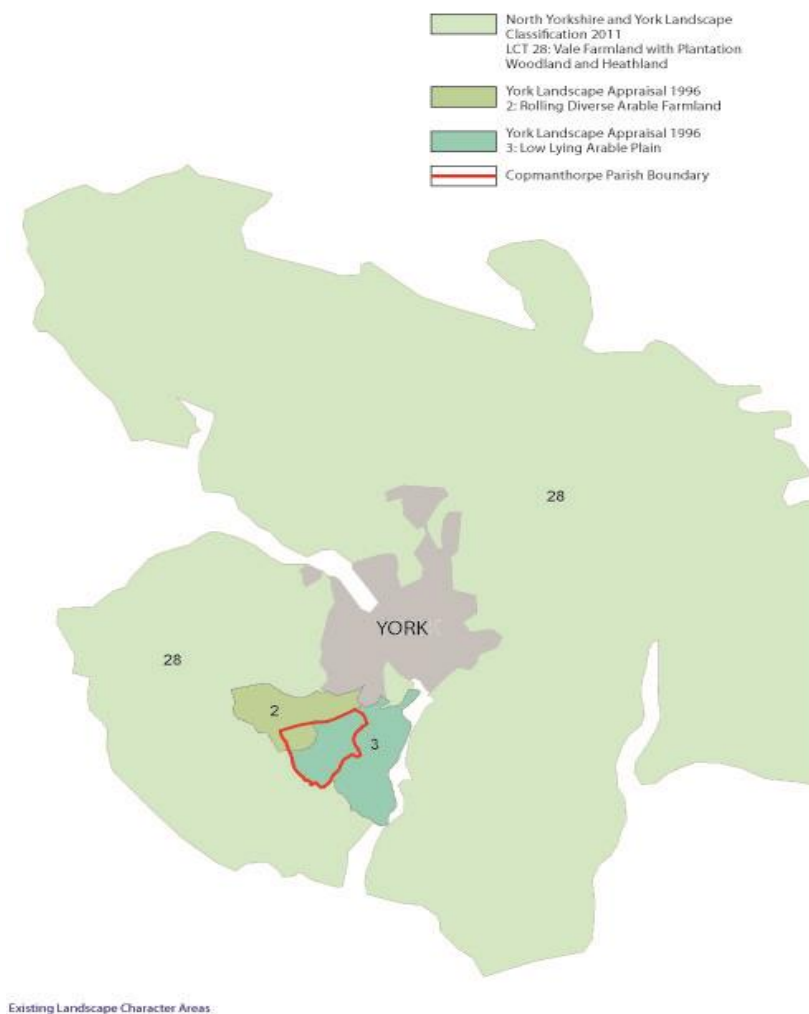 North Yorkshire and York Landscape
Classification 2011
LCT 28: Vale Farmland with Plantation
Woodland and Heathland
York Landscape Appraisal 1996
2: Rolling Diverse Arable Farmland
York Landscape Appraisal 1996
3: Low Lying Arable Plain
Copmanthorpe Parish Boundary
28
YORK
28
2
3
Existing Landscape Character Areas